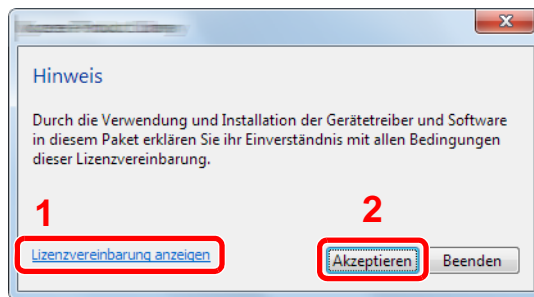 Hinweis
Durch die Verwendung und Installation der Gerätetreiber und Software
in diesem Paket erklären Sie ihr Einverständnis mit allen Bedingungen
dieser Lizenzvereinbarung.
1
2
Lizenzvereinbarung anzeigen
Akzeptieren
Beenden